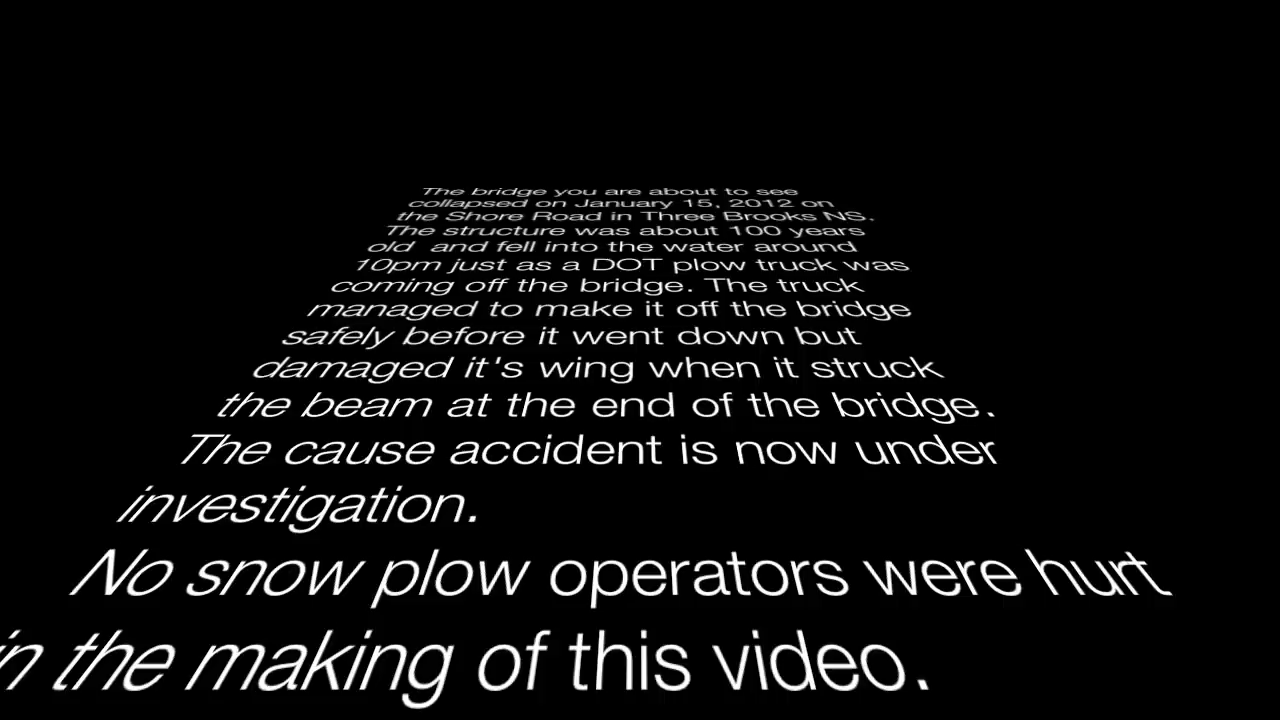 The bridge you are about to see
collapsed on January 15, 2012 on
the Shore Road in Three Brooks NS.
The structure was about 100 years
old and fell into the water around
10pm just as a DOT plow truck was
coming off the bridge. The truck
managed to make it off the bridge
safely before it went down but
damaged it's wing when it struck
the beam at the end of the bridge.
The cause accident is now under
investigation.
No snow plow operators were hurt
in the making of this video.